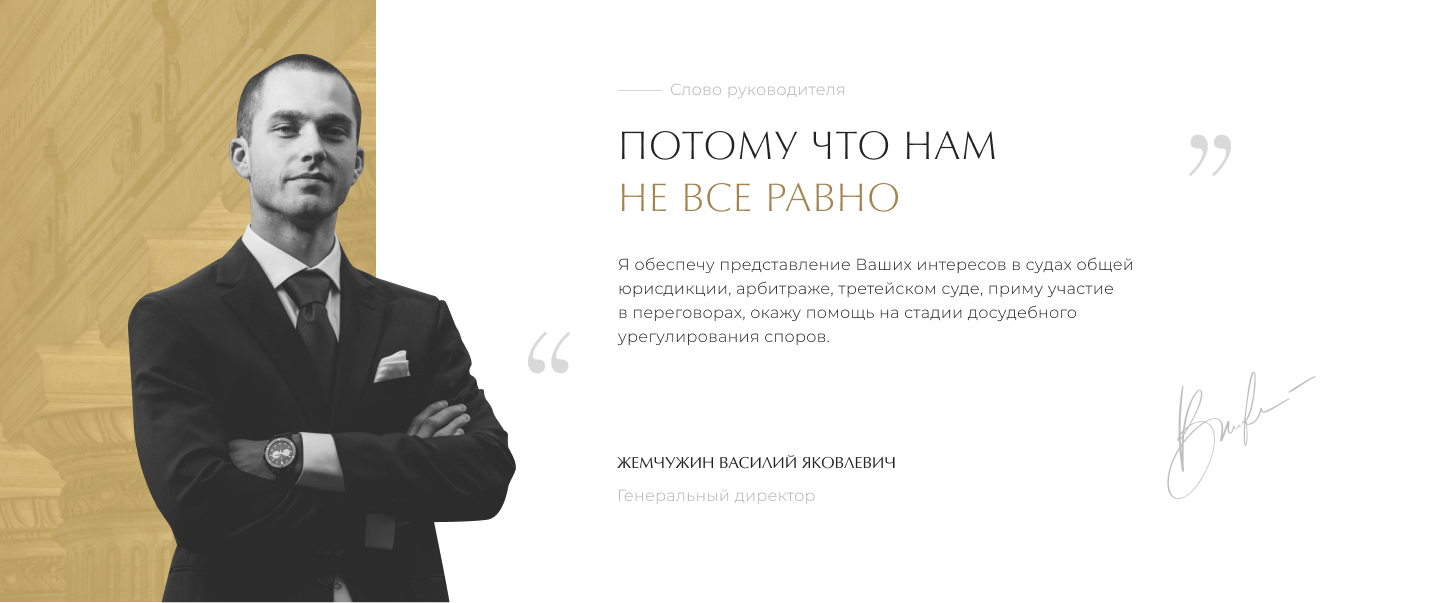 Слово руководителя
ПОТОМУ ЧТО НАМ
НЕ ВСЕ РАВНО
”
Я обеспечу представление Ваших интересов в судах общей
юрисдикции, арбитраже, третейском суде, приму участие
в переговорах, окажу помощь на стадии досудебного
урегулирования споров.
“
ЖЕМЧУЖИН ВАСИЛИЙ ЯКОВЛЕВИЧ
Генеральный директор